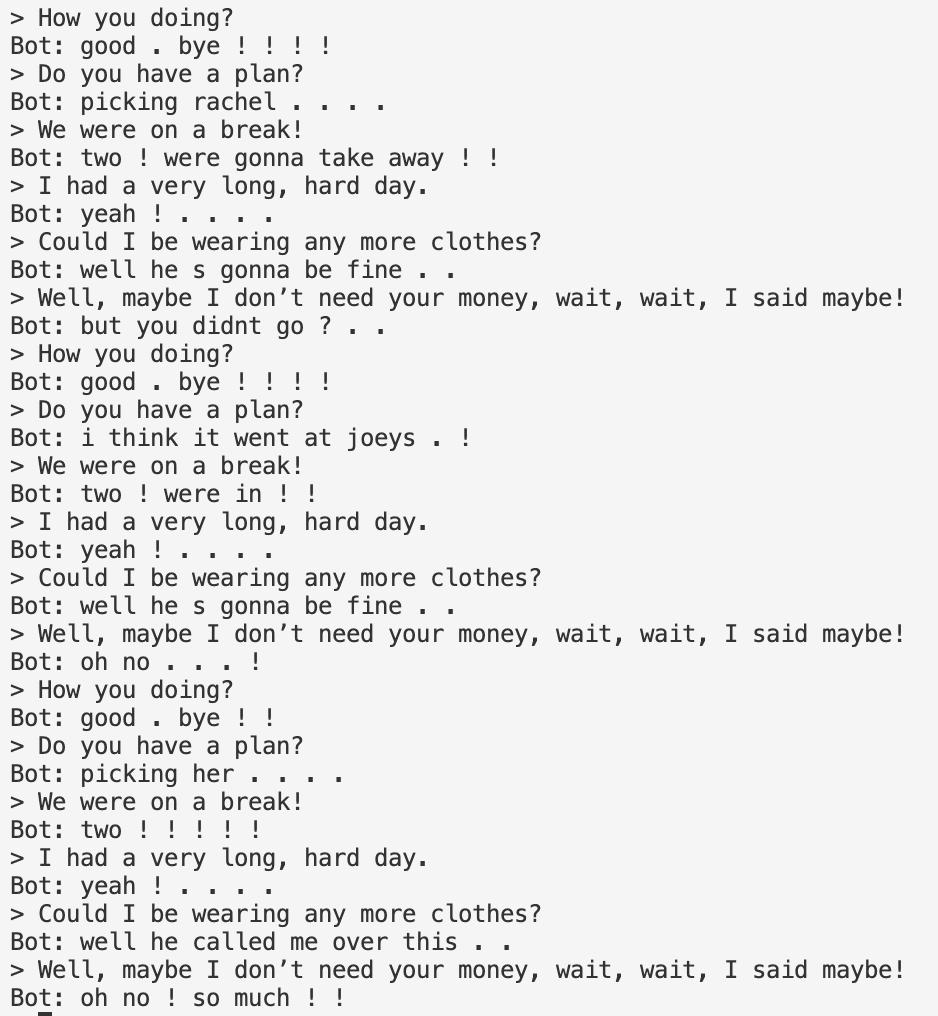 > How you doing?
Bot: good . bye ! ! ! !
> Do you have a plan?
Bot: picking rachel . . . .
> We were on a break!
Bot: two ! were gonna take away ! !
> I had a very long, hard day.
Bot: yeah ! . . . .
> Could I be wearing any more clothes?
Bot: well he s gonna be fine . .
> Well, maybe I don’t need your money, wait, wait, I said maybe!
Bot: but you didnt go ? . .
> How you doing?
Bot: good . bye ! ! ! !
> Do you have a plan?
Bot: i think it went at joeys . !
> We were on a break!
Bot: two ! were in ! !
> I had a very long, hard day.
Bot: yeah ! . . . .
> Could I be wearing any more clothes?
Bot: well he s gonna be fine . .
> Well, maybe I don’t need your money, wait, wait, I said maybe!
Bot: oh no . . . !
> How you doing?
Bot: good . bye ! !
> Do you have a plan?
Bot: picking her . . . .
> We were on a break!
Bot: two ! ! ! ! !
> I had a very long, hard day.
Bot: yeah ! . . . .
> Could I be wearing any more clothes?
Bot: well he called me over this . .
> Well, maybe I don’t need your money, wait, wait, I said maybe!
Bot: oh no ! so much ! !